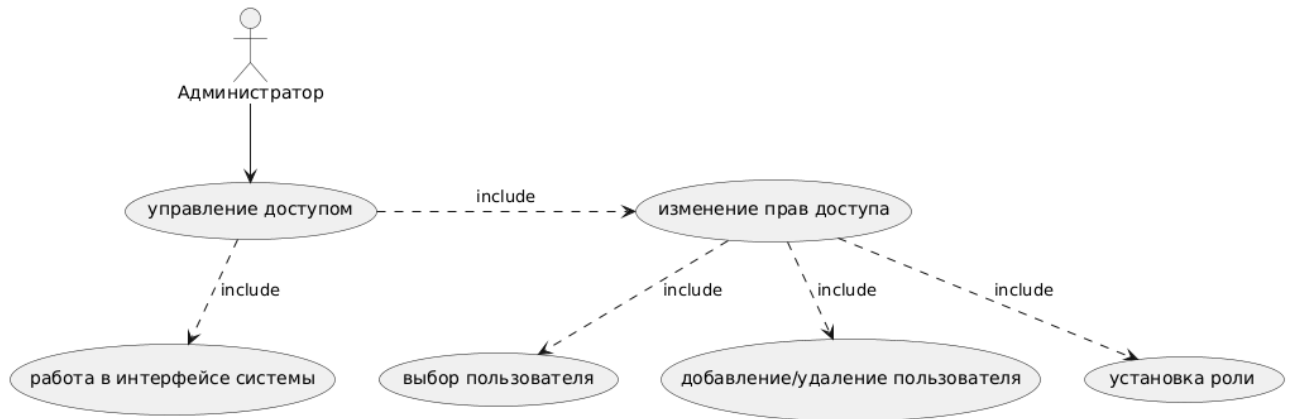 Администратор
управление доступом
include
изменение прав доступа
include
include
include
include
работа в интерфейсе системы
выбор пользователя
добавление/удаление пользователя
установка роли